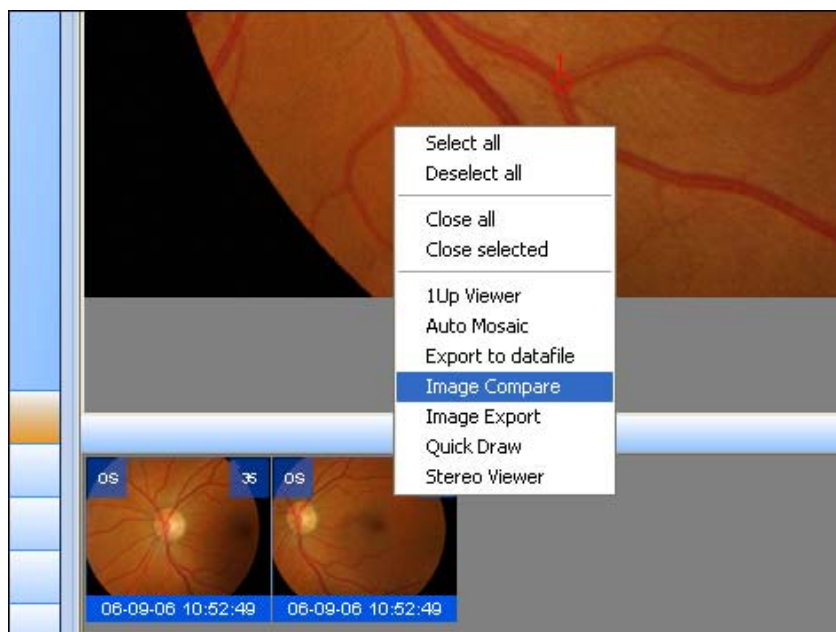 Select all
Deselect all
Close all
Close selected
1Up Viewer
Auto Mosaic
Export to datafile
Image Compare
Image Export
Quick Draw
Stereo Viewer
OS 35 OS
06-09-06 10:52:49 06-09-06 10:52:49